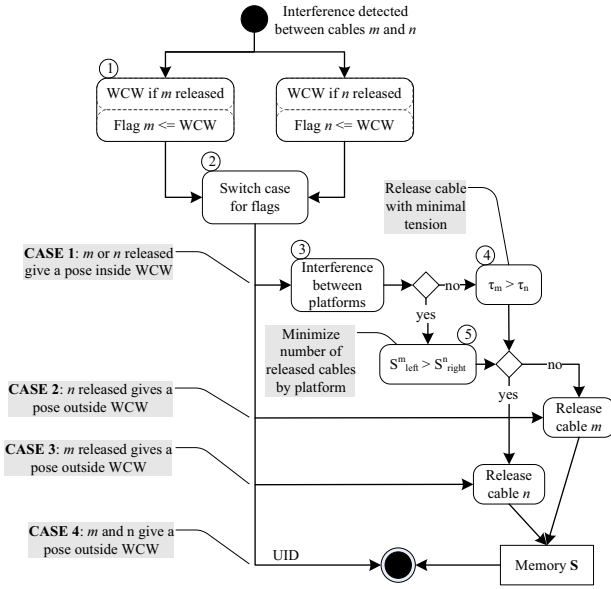 Interference detected
between cables m and n
1
WCW if m released
Flag m <= WCW
WCW if n released
Flag n <= WCW
2
Switch case
for flags
Release cable
with minimal
tension
CASE 1: m or n released
give a pose inside WCW
3
Interference
between
platforms
no
4
τm > τn
yes
Minimize
number of
released cables
by platform
5
S^m_left > S^n_right
no
yes
CASE 2: n released gives a
pose outside WCW
Release
cable m
CASE 3: m released gives a
pose outside WCW
Release
cable n
CASE 4: m and n give a
pose outside WCW
UID
Memory S